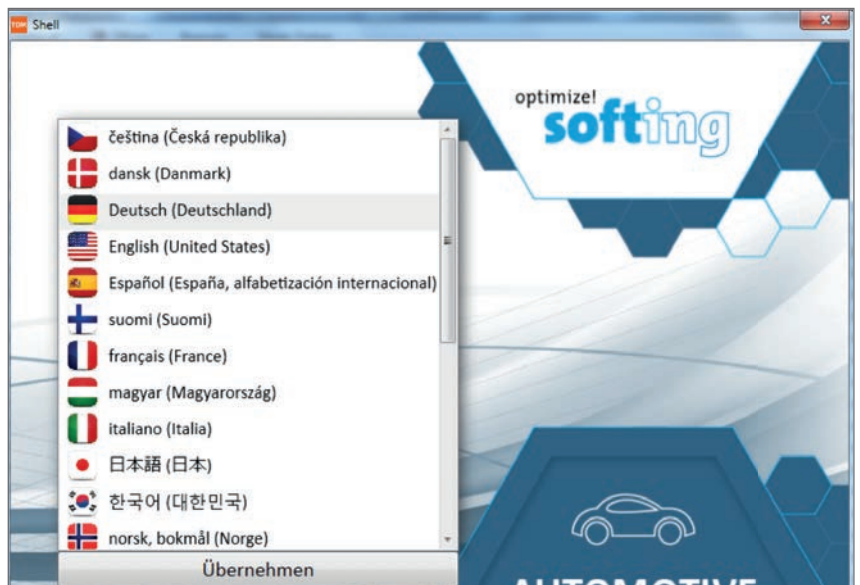 TDM Shell
optimize!
softing
čeština (Česká republika)
dansk (Danmark)
Deutsch (Deutschland)
English (United States)
Español (España, alfabetización internacional)
suomi (Suomi)
français (France)
magyar (Magyarország)
italiano (Italia)
日本語 (日本)
한국어 (대한민국)
norsk, bokmål (Norge)
Übernehmen
AUTOMOTIVE